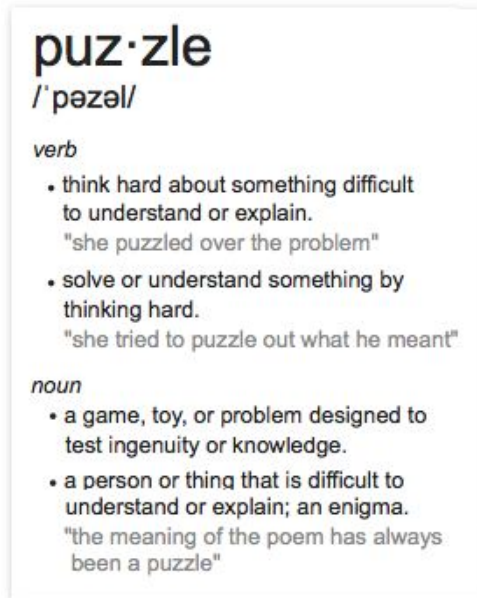 puz·zle
/ˈpəzəl/
verb
• think hard about something difficult
to understand or explain.
"she puzzled over the problem"
• solve or understand something by
thinking hard.
"she tried to puzzle out what he meant"
noun
• a game, toy, or problem designed to
test ingenuity or knowledge.
• a person or thing that is difficult to
understand or explain; an enigma.
"the meaning of the poem has always
been a puzzle"